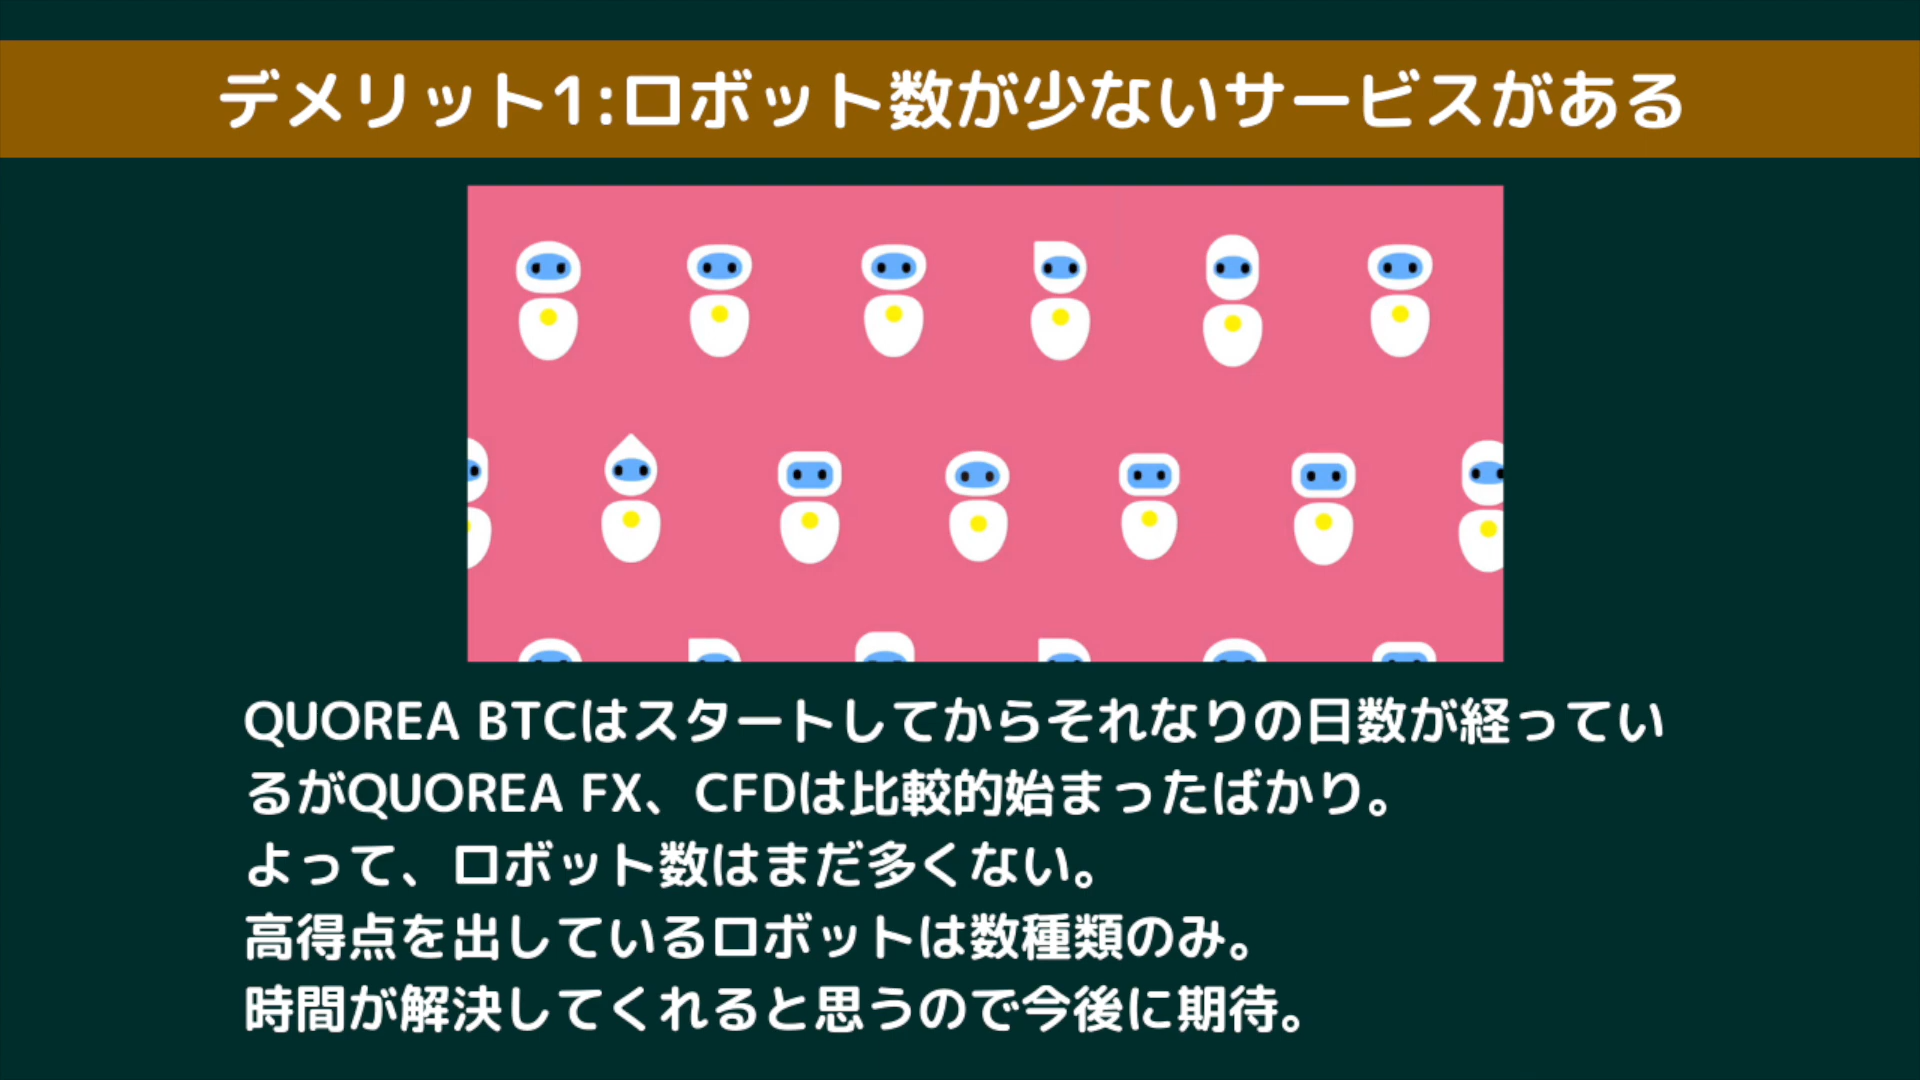 デメリット1:ロボット数が少ないサービスがある
QUOREA BTCはスタートしてからそれなりの日数が経ってい
るがQUOREA FX、CFDは比較的始まったばかり。
よって、ロボット数はまだ多くない。
高得点を出しているロボットは数種類のみ。
時間が解決してくれると思うので今後に期待。